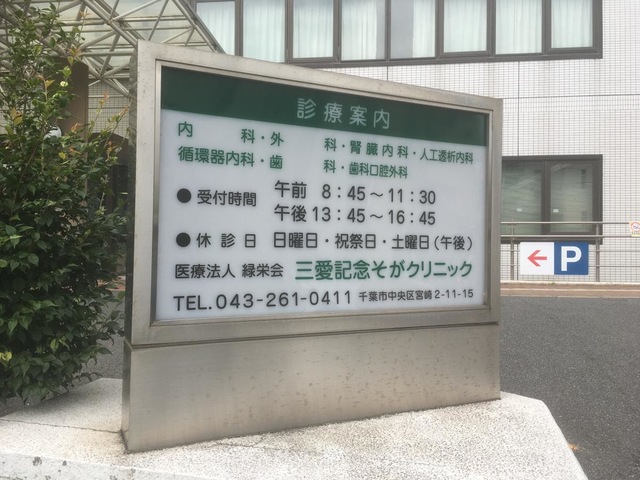 診療案内
内　　科・外　　科・腎臓内科・人工透析内科
循環器内科・歯　　科・歯科口腔外科
● 受付時間 午前 8:45～11:30
午後13:45～16:45
● 休診日 日曜日・祝祭日・土曜日(午後)
医療法人 緑栄会 三愛記念そがクリニック
TEL.043-261-0411 千葉市中央区宮崎2-11-15
← P